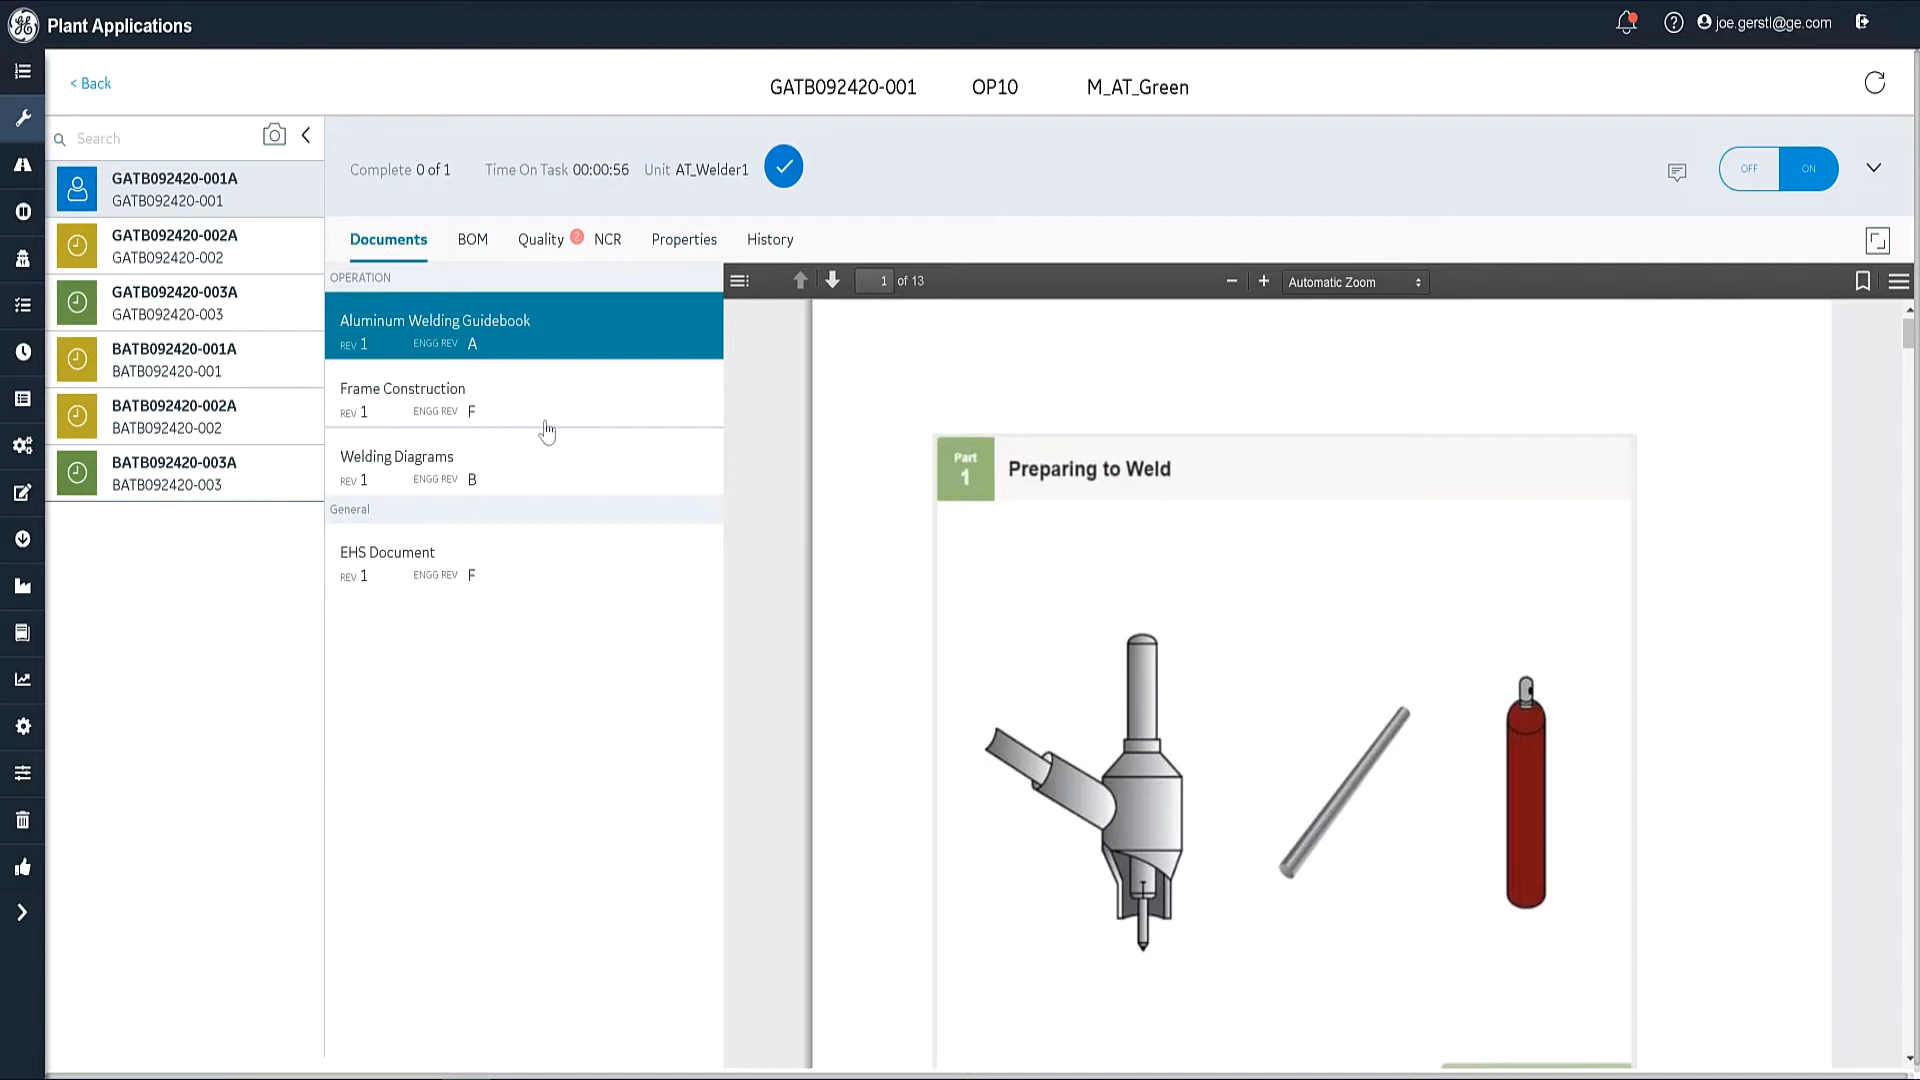 Plant Applications
joe.gerstl@ge.com
< Back
GATB092420-001 OP10 M_AT_Green
Search
GATB092420-001A
GATB092420-001
GATB092420-002A
GATB092420-002
GATB092420-003A
GATB092420-003
BATB092420-001A
BATB092420-001
BATB092420-002A
BATB092420-002
BATB092420-003A
BATB092420-003
Complete 0 of 1 Time On Task 00:00:56 Unit AT_Welder1
OFF ON
Documents BOM Quality 2 NCR Properties History
OPERATION
Aluminum Welding Guidebook
REV 1 ENGG REV A
Frame Construction
REV 1 ENGG REV F
Welding Diagrams
REV 1 ENGG REV B
General
EHS Document
REV 1 ENGG REV F
1 of 13 Automatic Zoom
Part
1
Preparing to Weld